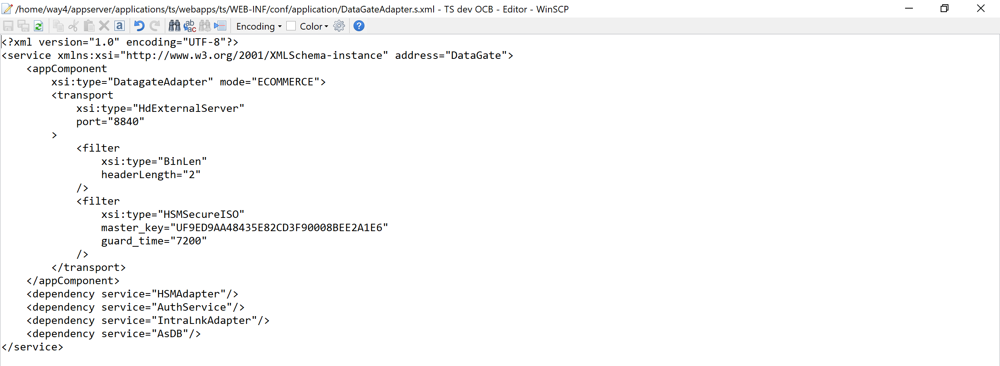 /home/way4/appserver/applications/ts/webapps/ts/WEB-INF/conf/application/DataGateAdapter.s.xml - TS dev OCB - Editor - WinSCP
a ab ac Encoding Color ?
<?xml version="1.0" encoding="UTF-8"?>
<service xmlns:xsi="http://www.w3.org/2001/XMLSchema-instance" address="DataGate">
    <appComponent
        xsi:type="DatagateAdapter" mode="ECOMMERCE">
        <transport
            xsi:type="HdExternalServer"
            port="8840"
        >
            <filter
                xsi:type="BinLen"
                headerLength="2"
            />
            <filter
                xsi:type="HSMSecureISO"
                master_key="UF9ED9AA48435E82CD3F90008BEE2A1E6"
                guard_time="7200"
            />
        </transport>
    </appComponent>
    <dependency service="HSMAdapter"/>
    <dependency service="AuthService"/>
    <dependency service="IntraLnkAdapter"/>
    <dependency service="AsDB"/>
</service>